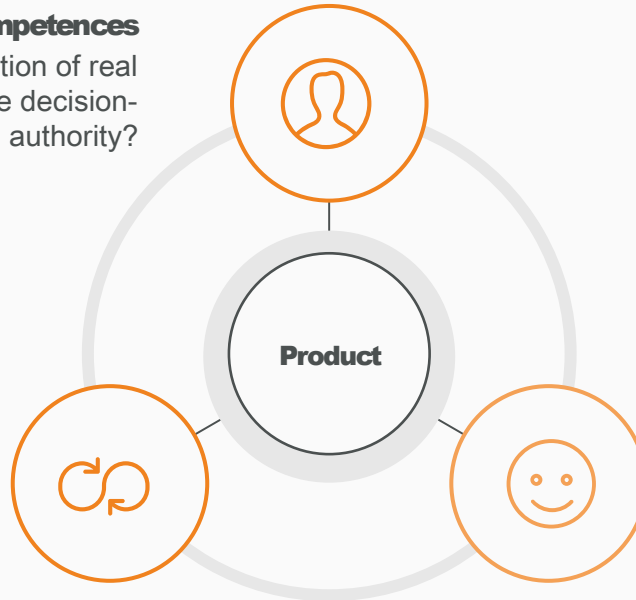 mpetences
tion of real
e decision-
authority?
Product